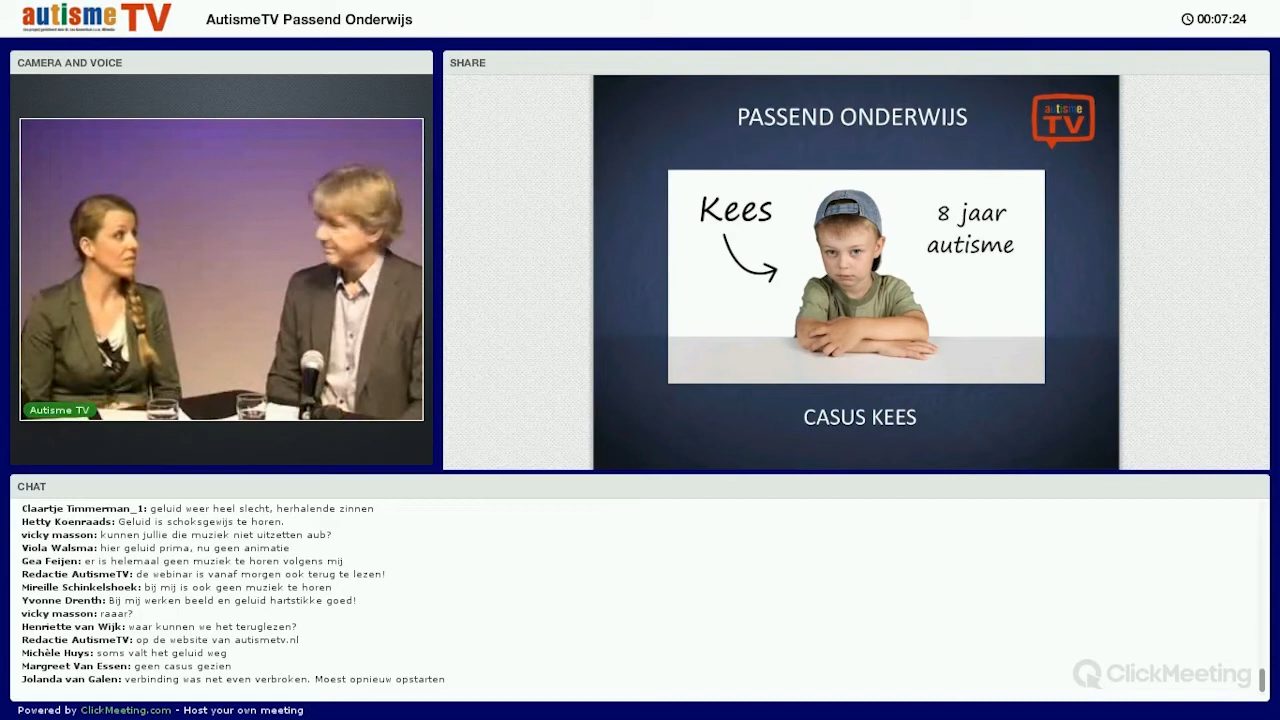 autisme TV
AutismeTV Passend Onderwijs
00:07:24
CAMERA AND VOICE
Autisme TV
SHARE
PASSEND ONDERWIJS
autisme
TV
Kees
8 jaar
autisme
CASUS KEES
CHAT
Claartje Timmerman_1: geluid weer heel slecht, herhalende zinnen
Hetty Koenraads: Geluid is schoksgewijs te horen.
vicky masson: kunnen jullie die muziek niet uitzetten aub?
Viola Walsma: hier geluid prima, nu geen animatie
Gea Feijen: er is helemaal geen muziek te horen volgens mij
Redactie AutismeTV: de webinar is vanaf morgen ook terug te lezen!
Mireille Schinkelshoek: bij mij is ook geen muziek te horen
Yvonne Drenth: Bij mij werken beeld en geluid hartstikke goed!
vicky masson: raaar?
Henriette van Wijk: waar kunnen we het teruglezen?
Redactie AutismeTV: op de website van autismetv.nl
Michèle Huys: soms valt het geluid weg
Margreet Van Essen: geen casus gezien
Jolanda van Galen: verbinding was net even verbroken. Moest opnieuw opstarten
ClickMeeting
Powered by ClickMeeting.com - Host your own meeting